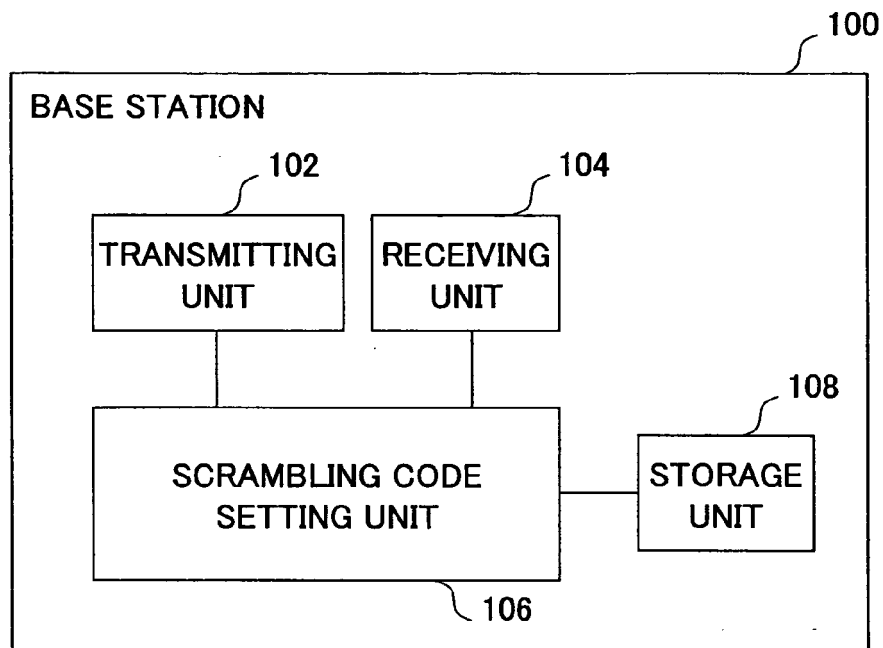 100
BASE STATION
102
104
TRANSMITTING
UNIT
RECEIVING
UNIT
108
SCRAMBLING CODE
SETTING UNIT
STORAGE
UNIT
106